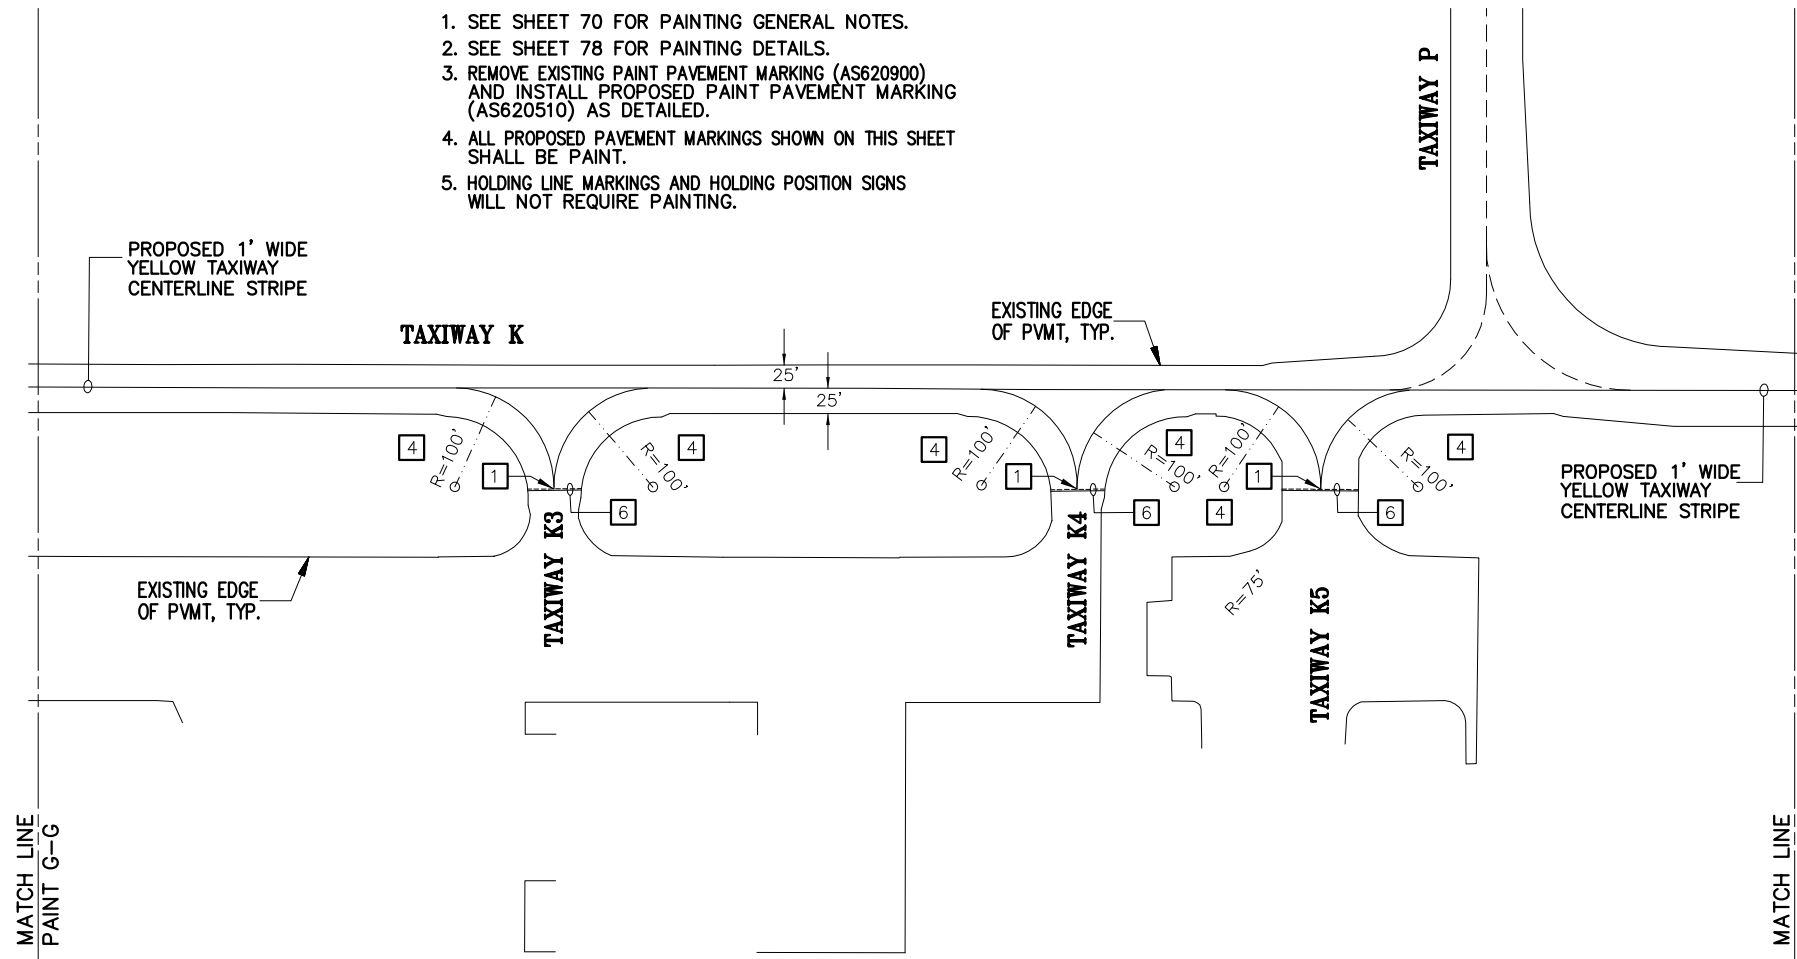 1. SEE SHEET 70 FOR PAINTING GENERAL NOTES.
2. SEE SHEET 78 FOR PAINTING DETAILS.
3. REMOVE EXISTING PAINT PAVEMENT MARKING (AS620900)
AND INSTALL PROPOSED PAINT PAVEMENT MARKING
(AS620510) AS DETAILED.
4. ALL PROPOSED PAVEMENT MARKINGS SHOWN ON THIS SHEET
SHALL BE PAINT.
5. HOLDING LINE MARKINGS AND HOLDING POSITION SIGNS
WILL NOT REQUIRE PAINTING.
TAXIWAY P
PROPOSED 1' WIDE
YELLOW TAXIWAY
CENTERLINE STRIPE
TAXIWAY K
EXISTING EDGE
OF PVMT, TYP.
25'
25'
4
R=100'
1
R=100'
4
6
4
R=100'
1
R=100'
4
6
R=100'
4
1
R=100'
4
6
PROPOSED 1' WIDE
YELLOW TAXIWAY
CENTERLINE STRIPE
TAXIWAY K3
TAXIWAY K4
EXISTING EDGE
OF PVMT, TYP.
R=75'
TAXIWAY K5
MATCH LINE
PAINT G-G
MATCH LINE